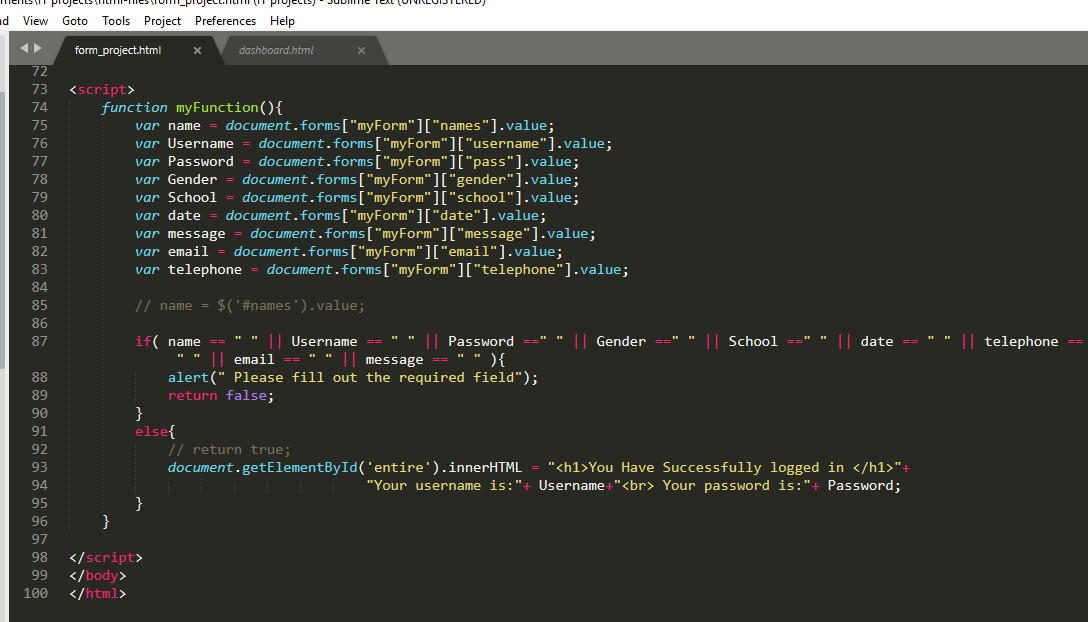 ments\IT projects\html-files\form_project.html (IT projects) - Sublime Text (UNREGISTERED)
View Goto Tools Project Preferences Help
form_project.html × dashboard.html ×
72
73 <script>
74 function myFunction(){
75 var name = document.forms["myForm"]["names"].value;
76 var Username = document.forms["myForm"]["username"].value;
77 var Password = document.forms["myForm"]["pass"].value;
78 var Gender = document.forms["myForm"]["gender"].value;
79 var School = document.forms["myForm"]["school"].value;
80 var date = document.forms["myForm"]["date"].value;
81 var message = document.forms["myForm"]["message"].value;
82 var email = document.forms["myForm"]["email"].value;
83 var telephone = document.forms["myForm"]["telephone"].value;
84
85 // name = $('#names').value;
86
87 if( name == " " || Username == " " || Password ==" " || Gender ==" " || School ==" " || date == " " || telephone ==
" " || email == " " || message == " " ){
88 alert(" Please fill out the required field");
89 return false;
90 }
91 else{
92 // return true;
93 document.getElementById('entire').innerHTML = "<h1>You Have Successfully logged in </h1>"+
94 "Your username is:"+ Username+"<br> Your password is:"+ Password;
95 }
96 }
97
98 </script>
99 </body>
100 </html>